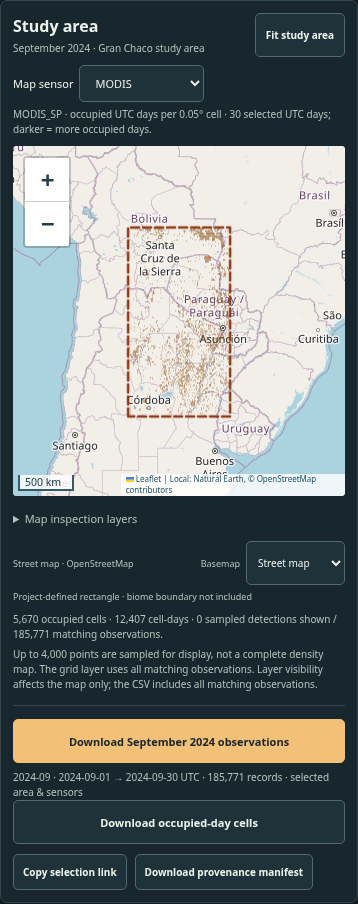 Study area
September 2024 · Gran Chaco study area
Fit study area
Map sensor
MODIS
MODIS_SP · occupied UTC days per 0.05° cell · 30 selected UTC days;
darker = more occupied days.
+
−
Bolivia
Brasil
Brasíl
Santa
Cruz de
la Sierra
Paraguay /
Paraguái
Asunción
São
Curitiba
Córdoba
Uruguay
Santiago
Buenos
Aires
500 km
Leaflet | Local: Natural Earth, © OpenStreetMap
contributors
Map inspection layers
Street map · OpenStreetMap
Basemap
Street map
Project-defined rectangle · biome boundary not included
5,670 occupied cells · 12,407 cell-days · 0 sampled detections shown /
185,771 matching observations.
Up to 4,000 points are sampled for display, not a complete density
map. The grid layer uses all matching observations. Layer visibility
affects the map only; the CSV includes all matching observations.
Download September 2024 observations
2024-09 · 2024-09-01 → 2024-09-30 UTC · 185,771 records · selected
area & sensors
Download occupied-day cells
Copy selection link
Download provenance manifest